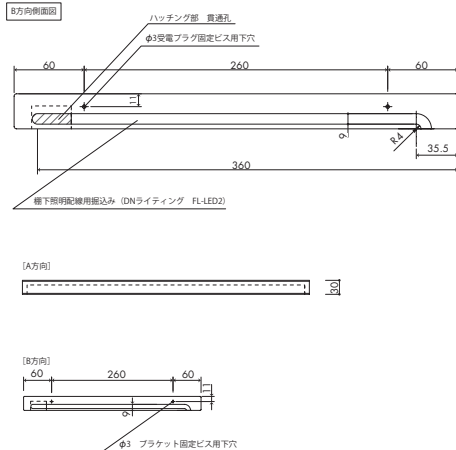 B方向側面図
ハッチング部 貫通孔
φ3受電プラグ固定ビス用下穴
60 260 60
11
9
R4
35.5
360
棚下照明配線用掘込み（DNライティング FL-LED2）
[A方向]
30
[B方向]
60 260 60
11
9
φ3 ブラケット固定ビス用下穴